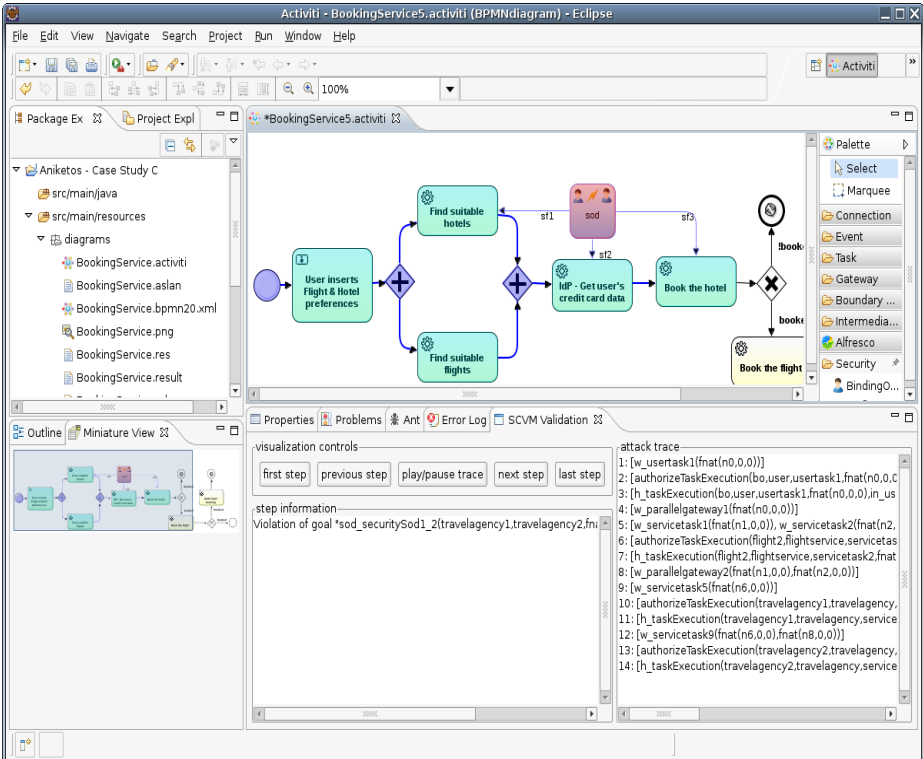 Activiti - BookingService5.activiti (BPMNdiagram) - Eclipse
File Edit View Navigate Search Project Run Window Help
Activiti
»
100%
Package Ex
Project Expl
Aniketos - Case Study C
src/main/java
src/main/resources
diagrams
BookingService.activiti
BookingService.aslan
BookingService.bpmn20.xml
BookingService.png
BookingService.res
BookingService.result
*BookingService5.activiti
User inserts
Flight & Hotel
preferences
Find suitable
hotels
Find suitable
flights
sod
sf1
sf2
sf3
IdP - Get user's
credit card data
Book the hotel
!booke
booke
Book the flight
Palette
Select
Marquee
Connection
Event
Task
Gateway
Boundary ...
Intermedia...
Alfresco
Security
BindingO...
Outline
Miniature View
Properties
Problems
Ant
Error Log
SCVM Validation
visualization controls
first step
previous step
play/pause trace
next step
last step
step information
Violation of goal *sod_securitySod1_2(travelagency1,travelagency2,fna
attack trace
1: [w_usertask1(fnat(n0,0,0))]
2: [authorizeTaskExecution(bo,user,usertask1,fnat(n0,0,0
3: [h_taskExecution(bo,user,usertask1,fnat(n0,0,0),in_us
4: [w_parallelgateway1(fnat(n0,0,0))]
5: [w_servicetask1(fnat(n1,0,0)), w_servicetask2(fnat(n2,
6: [authorizeTaskExecution(flight2,flightservice,servicetas
7: [h_taskExecution(flight2,flightservice,servicetask2,fnat
8: [w_parallelgateway2(fnat(n1,0,0),fnat(n2,0,0))]
9: [w_servicetask5(fnat(n6,0,0))]
10: [authorizeTaskExecution(travelagency1,travelagency,
11: [h_taskExecution(travelagency1,travelagency,service
12: [w_servicetask9(fnat(n6,0,0),fnat(n8,0,0))]
13: [authorizeTaskExecution(travelagency2,travelagency,
14: [h_taskExecution(travelagency2,travelagency,service